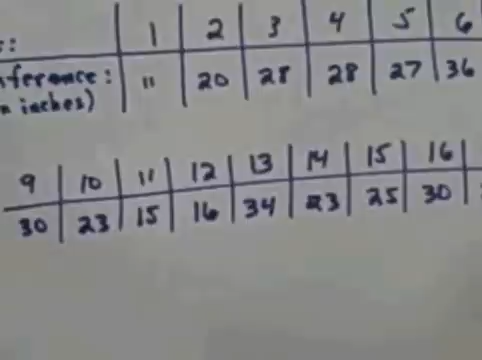 : 1 2 3 4 5 6
nference: 11 20 28 28 27 36
n inches)
9 10 11 12 13 14 15 16
30 23 15 16 34 23 25 30